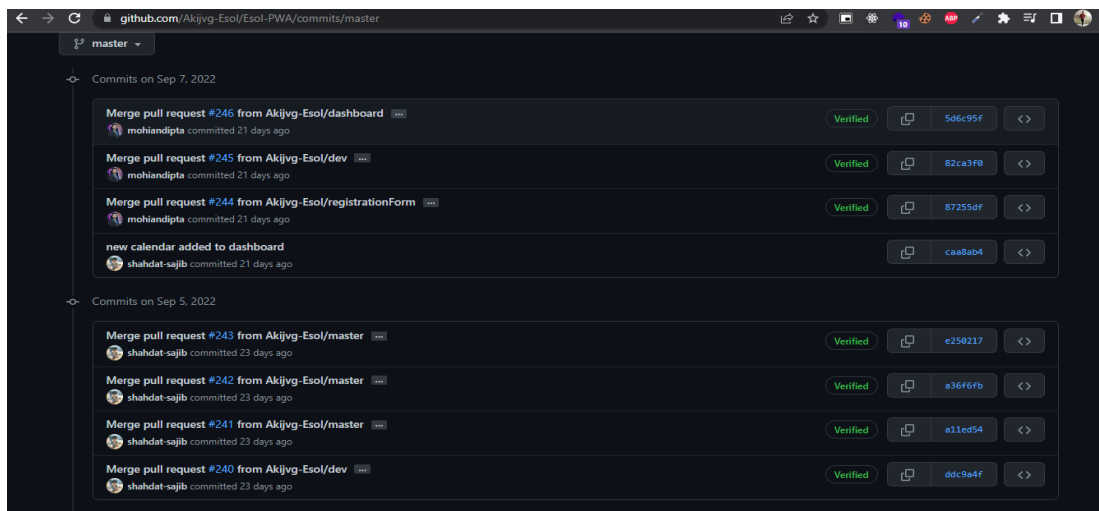 github.com/Akijvg-Esol/Esol-PWA/commits/master
10
ABP
master
Commits on Sep 7, 2022
Merge pull request #246 from Akijvg-Esol/dashboard ...
mohiandipta committed 21 days ago
Verified
5d6c95f
Merge pull request #245 from Akijvg-Esol/dev ...
mohiandipta committed 21 days ago
Verified
82ca3f0
Merge pull request #244 from Akijvg-Esol/registrationForm ...
mohiandipta committed 21 days ago
Verified
87255df
new calendar added to dashboard
shahdat-sajib committed 21 days ago
caa8ab4
Commits on Sep 5, 2022
Merge pull request #243 from Akijvg-Esol/master ...
shahdat-sajib committed 23 days ago
Verified
e250217
Merge pull request #242 from Akijvg-Esol/master ...
shahdat-sajib committed 23 days ago
Verified
a36f6fb
Merge pull request #241 from Akijvg-Esol/master ...
shahdat-sajib committed 23 days ago
Verified
a11ed54
Merge pull request #240 from Akijvg-Esol/dev ...
shahdat-sajib committed 23 days ago
Verified
ddc9a4f